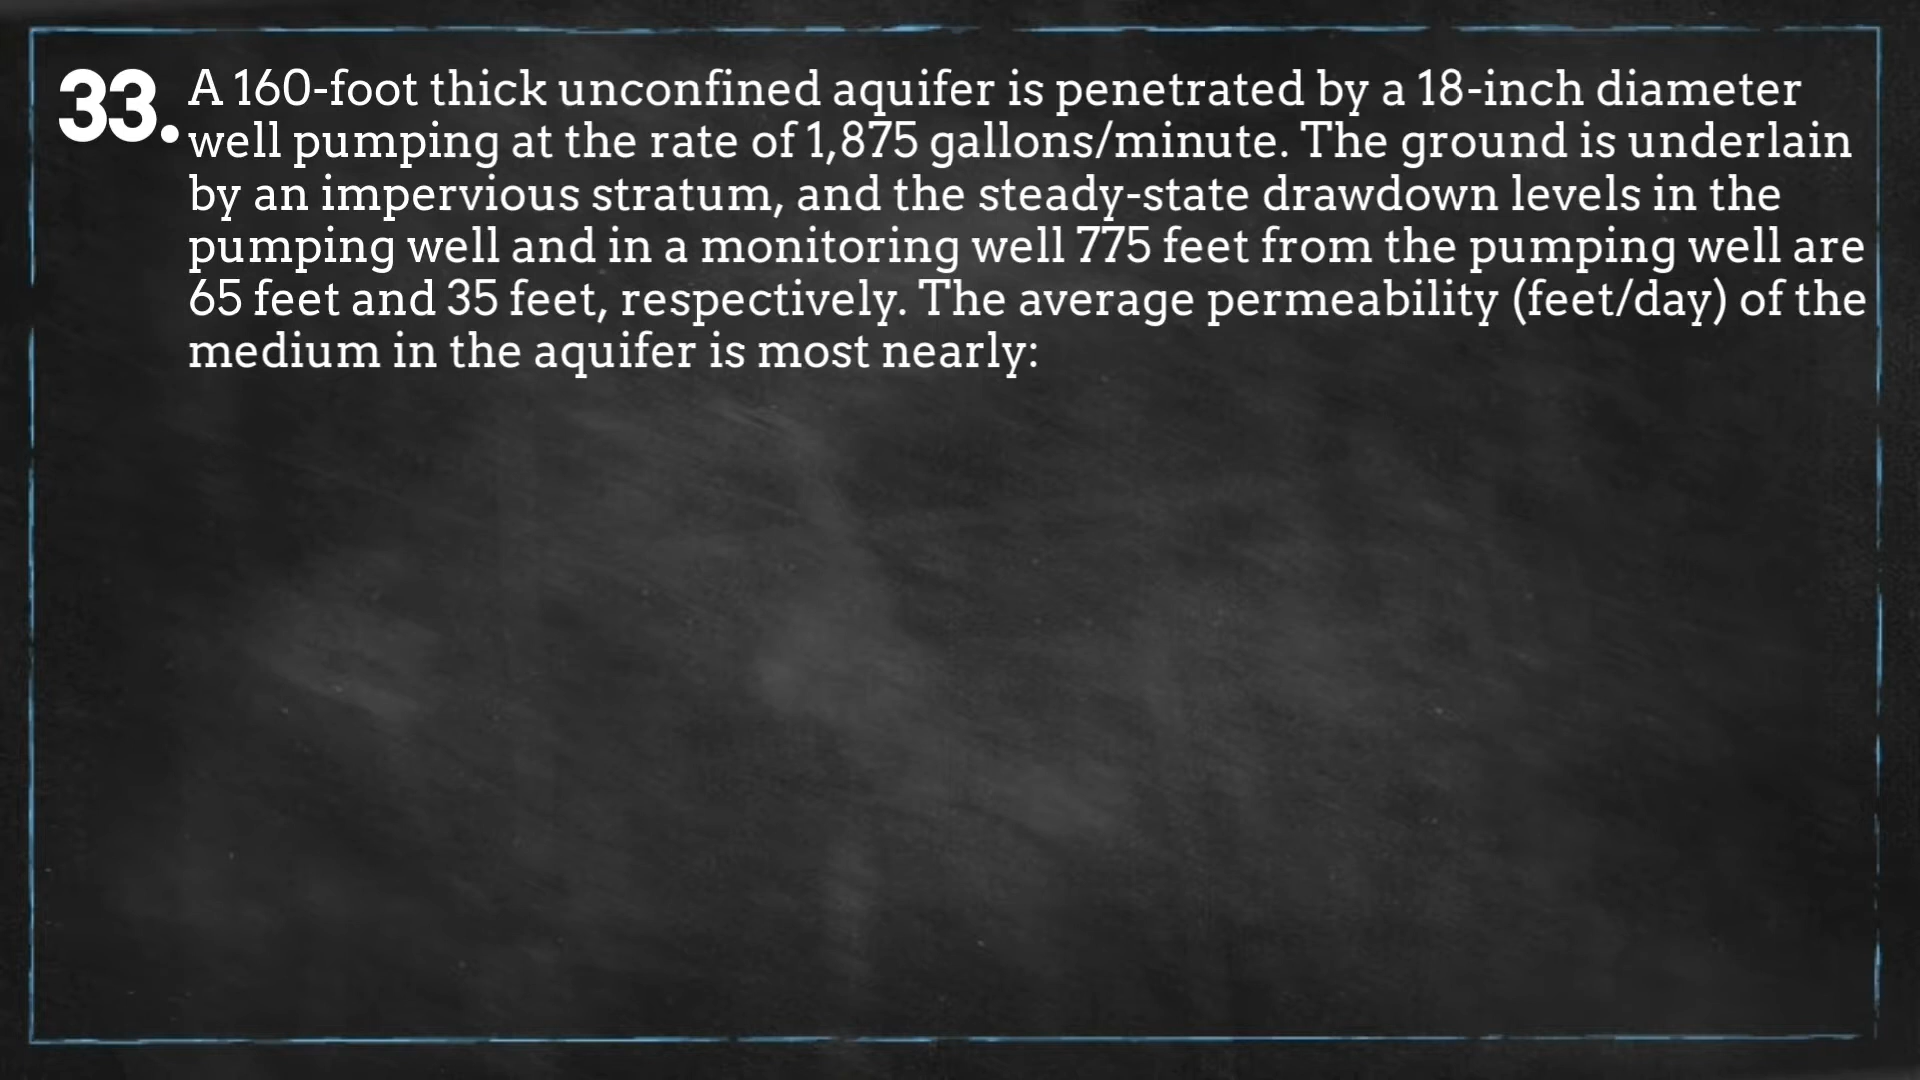 33. A 160-foot thick unconfined aquifer is penetrated by a 18-inch diameter
well pumping at the rate of 1,875 gallons/minute. The ground is underlain
by an impervious stratum, and the steady-state drawdown levels in the
pumping well and in a monitoring well 775 feet from the pumping well are
65 feet and 35 feet, respectively. The average permeability (feet/day) of the
medium in the aquifer is most nearly: